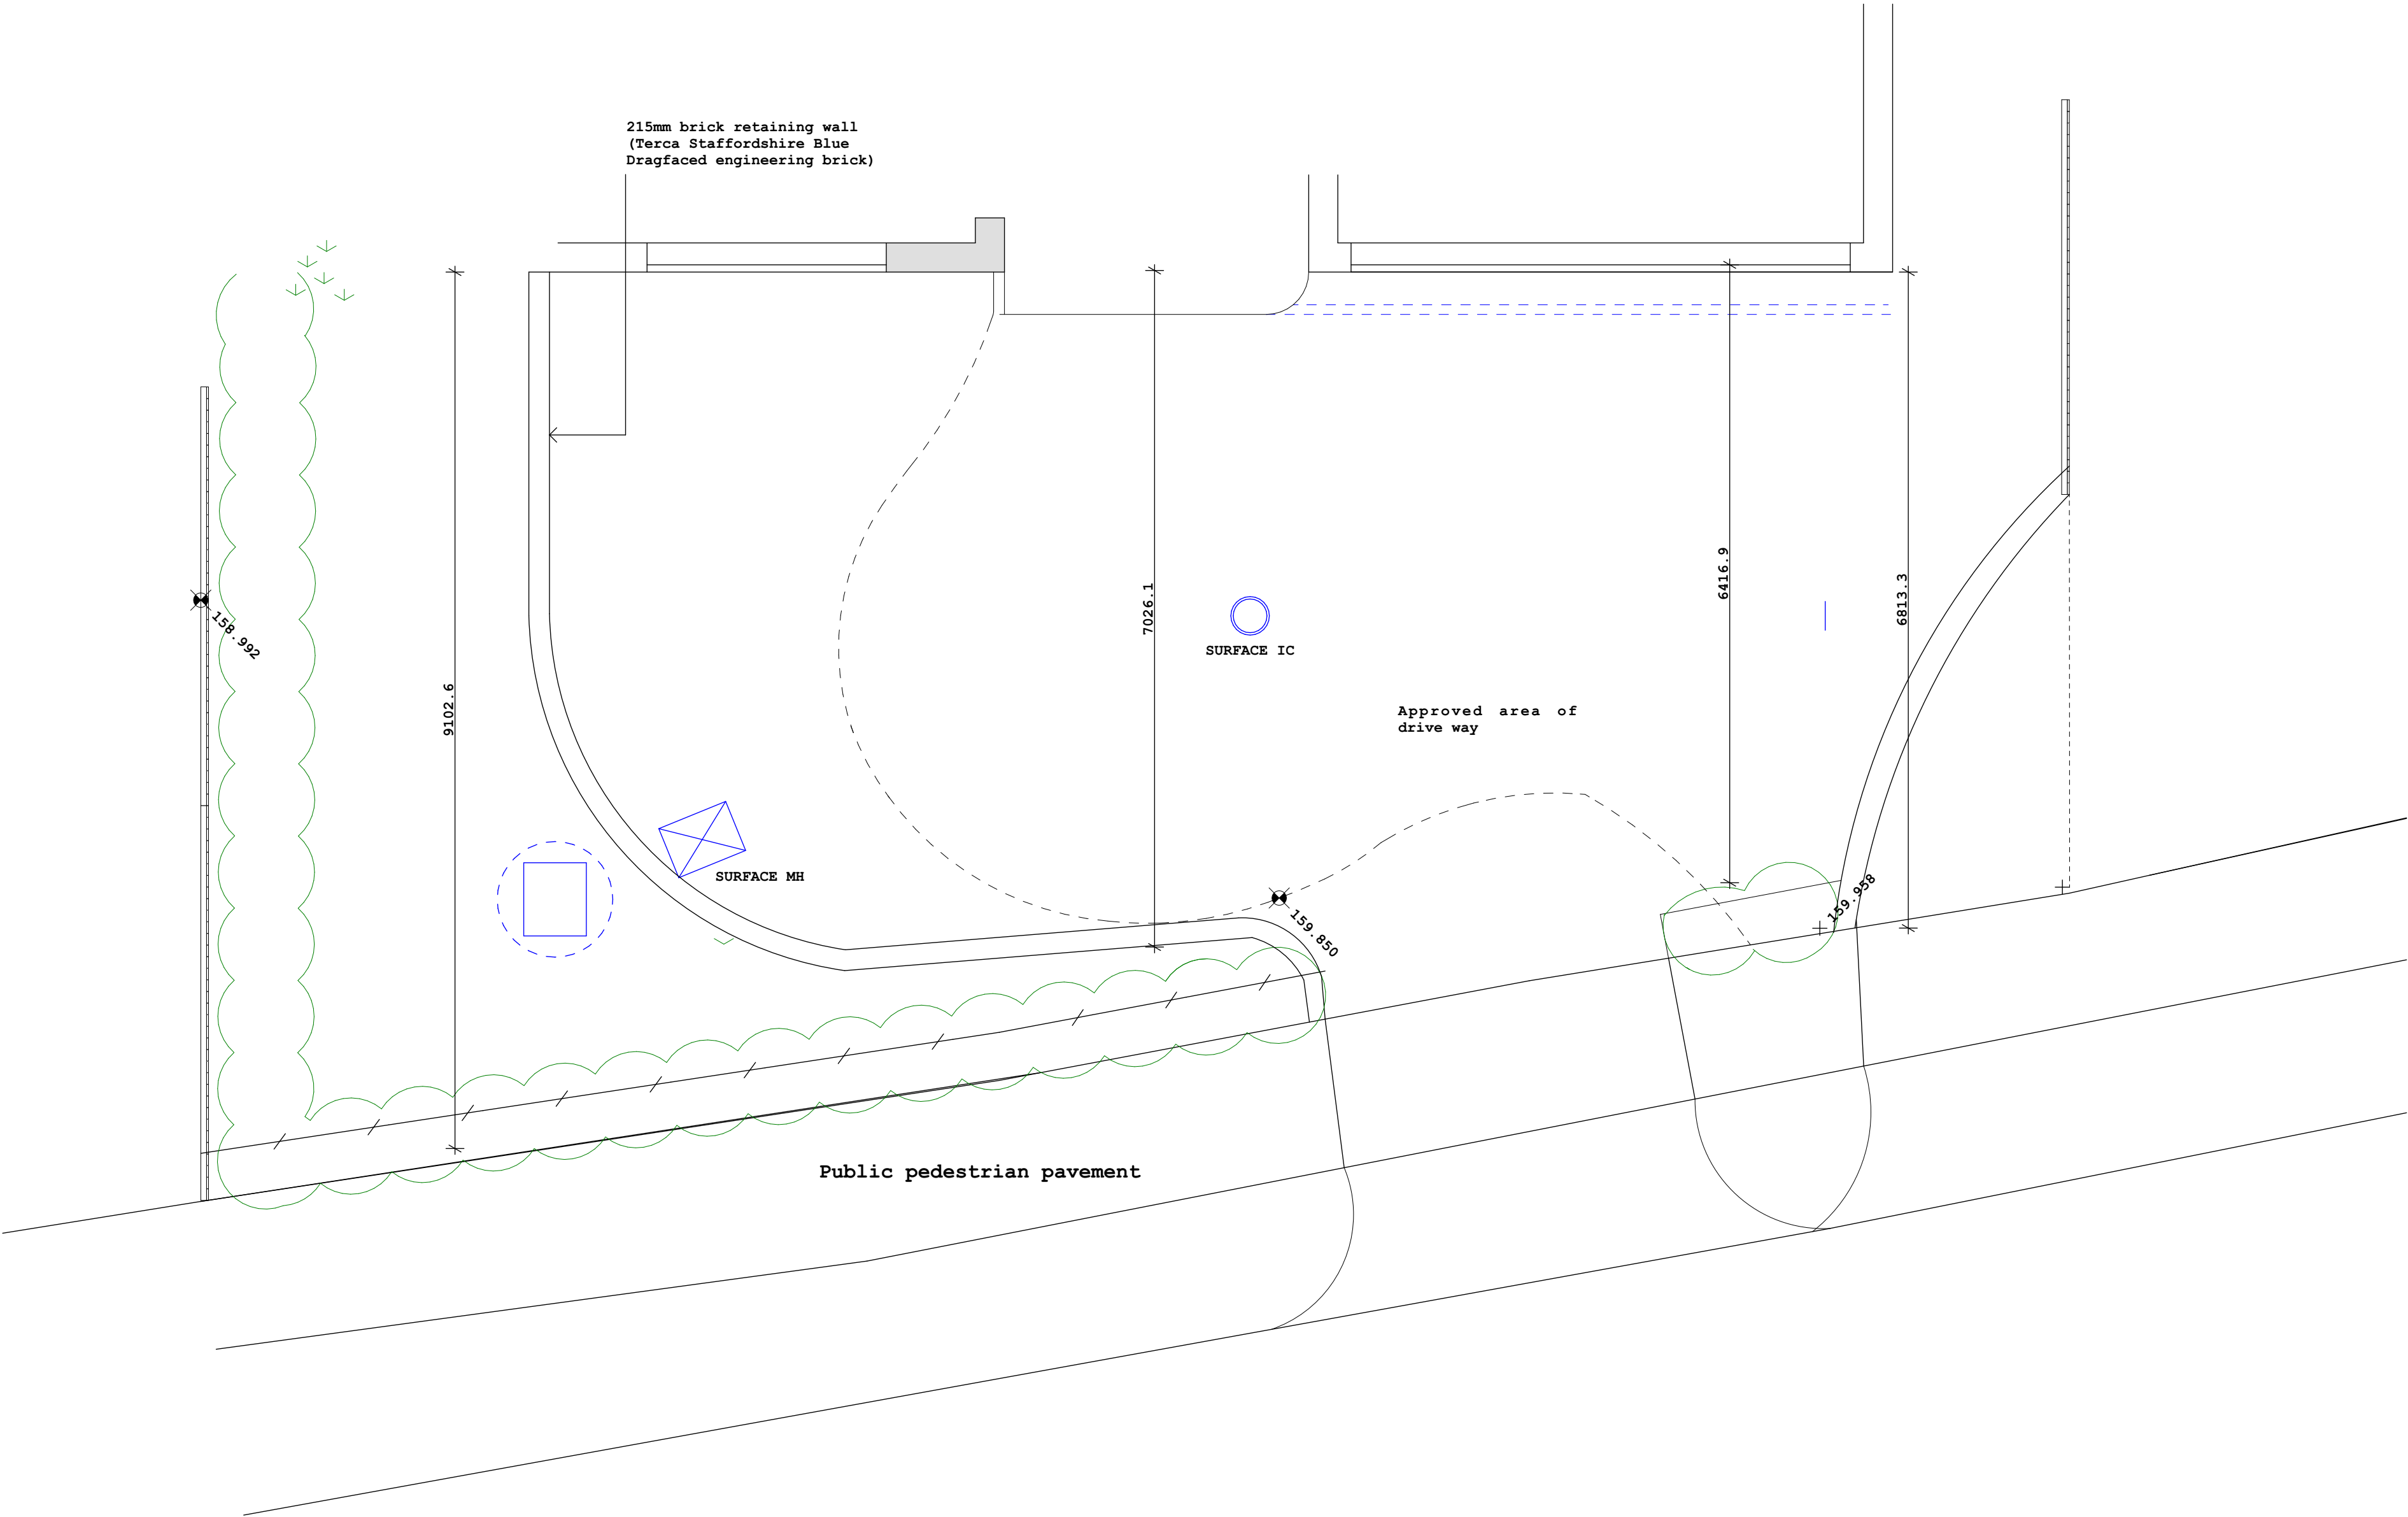 215mm brick retaining wall
(Terca Staffordshire Blue
Dragfaced engineering brick)
158.992
9102.6
7026.1
6416.9
6813.3
SURFACE IC
Approved area of
drive way
SURFACE MH
159.850
159.958
Public pedestrian pavement